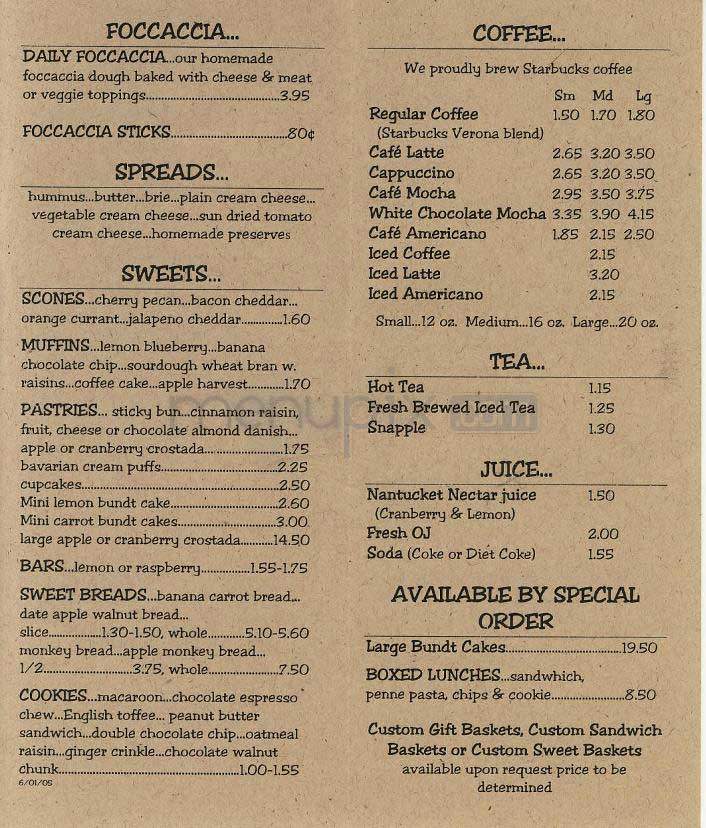 FOCCACCIA...
DAILY FOCCACCIA...our homemade
foccaccia dough baked with cheese & meat
or veggie toppings...3.95
FOCCACCIA STICKS...80¢
SPREADS...
hummus...butter...brie...plain cream cheese...
vegetable cream cheese...sun dried tomato
cream cheese...homemade preserves
SWEETS...
SCONES...cherry pecan...bacon cheddar...
orange currant...jalapeno cheddar...1.60
MUFFINS...lemon blueberry...banana
chocolate chip...sourdough wheat bran w.
raisins...coffee cake...apple harvest...1.70
PASTRIES... sticky bun...cinnamon raisin,
fruit, cheese or chocolate almond danish...
apple or cranberry crostada...1.75
bavarian cream puffs...2.25
cupcakes...2.50
Mini lemon bundt cake...2.60
Mini carrot bundt cakes...3.00
large apple or cranberry crostada...14.50
BARS...lemon or raspberry...1.55-1.75
SWEET BREADS...banana carrot bread...
date apple walnut bread...
slice...1.30-1.50, whole...5.10-5.60
monkey bread...apple monkey bread...
1/2...3.75, whole...7.50
COOKIES...macaroon...chocolate espresso
chew...English toffee... peanut butter
sandwich...double chocolate chip...oatmeal
raisin...ginger crinkle...chocolate walnut
chunk...1.00-1.55
6/01/05
COFFEE...
We proudly brew Starbucks coffee
Sm Md Lg
Regular Coffee 1.50 1.70 1.80
(Starbucks Verona blend)
Café Latte 2.65 3.20 3.50
Cappuccino 2.65 3.20 3.50
Café Mocha 2.95 3.50 3.75
White Chocolate Mocha 3.35 3.90 4.15
Café Americano 1.85 2.15 2.50
Iced Coffee 2.15
Iced Latte 3.20
Iced Americano 2.15
Small...12 oz. Medium...16 oz. Large...20 oz.
TEA...
Hot Tea 1.15
Fresh Brewed Iced Tea 1.25
Snapple 1.30
JUICE...
Nantucket Nectar juice 1.50
(Cranberry & Lemon)
Fresh OJ 2.00
Soda (Coke or Diet Coke) 1.55
AVAILABLE BY SPECIAL
ORDER
Large Bundt Cakes...19.50
BOXED LUNCHES...sandwhich,
penne pasta, chips & cookie...8.50
Custom Gift Baskets, Custom Sandwich
Baskets or Custom Sweet Baskets
available upon request price to be
determined